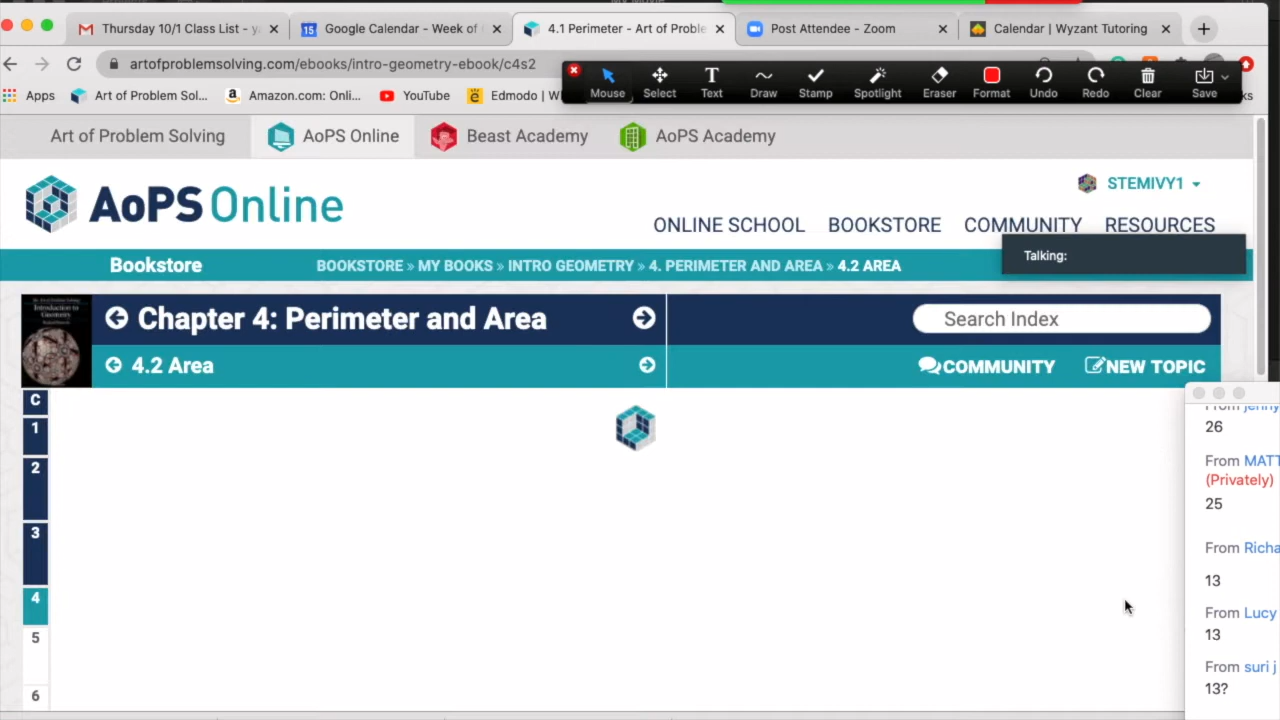 Thursday 10/1 Class List - y
Google Calendar - Week of
4.1 Perimeter - Art of Proble
Post Attendee - Zoom
Calendar | Wyzant Tutoring
artofproblemsolving.com/ebooks/intro-geometry-ebook/c4s2
Mouse
Select
Text
Draw
Stamp
Spotlight
Eraser
Format
Undo
Redo
Clear
Save
Apps
Art of Problem Sol...
Amazon.com: Onli...
YouTube
Edmodo | W
ks
Art of Problem Solving
AoPS Online
Beast Academy
AoPS Academy
AoPS Online
STEMIVY1
ONLINE SCHOOL
BOOKSTORE
COMMUNITY
RESOURCES
Talking:
Bookstore
BOOKSTORE » MY BOOKS » INTRO GEOMETRY » 4. PERIMETER AND AREA » 4.2 AREA
Introduction to
Geometry
Chapter 4: Perimeter and Area
Search Index
4.2 Area
COMMUNITY
NEW TOPIC
C
1
2
3
4
5
6
From jenny
26
From MATT
(Privately)
25
From Richa
13
From Lucy
13
From suri j
13?